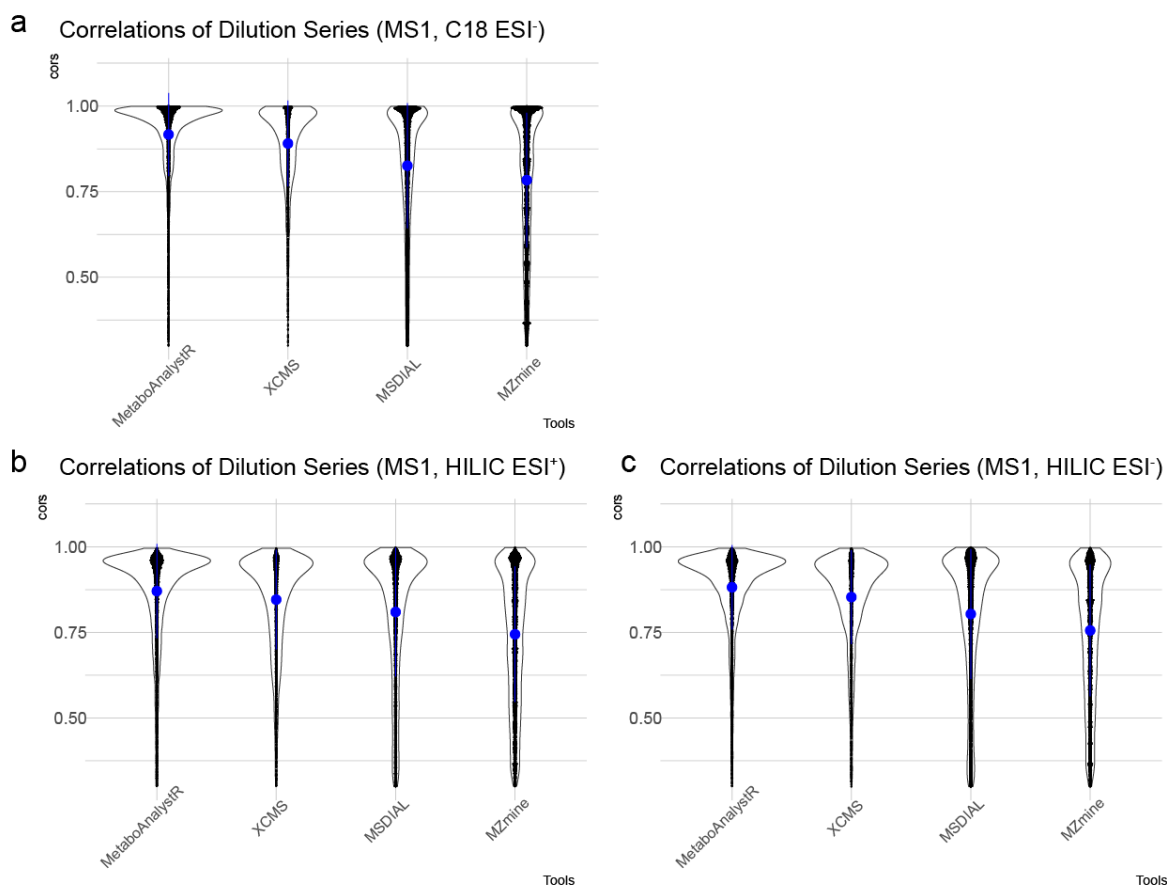 a Correlations of Dilution Series (MS1, C18 ESI⁻)
cors
1.00
0.75
0.50
MetaboAnalystR
XCMS
MSDIAL
MZmine
Tools
b Correlations of Dilution Series (MS1, HILIC ESI⁺)
cors
1.00
0.75
0.50
MetaboAnalystR
XCMS
MSDIAL
MZmine
Tools
c Correlations of Dilution Series (MS1, HILIC ESI⁻)
cors
1.00
0.75
0.50
MetaboAnalystR
XCMS
MSDIAL
MZmine
Tools